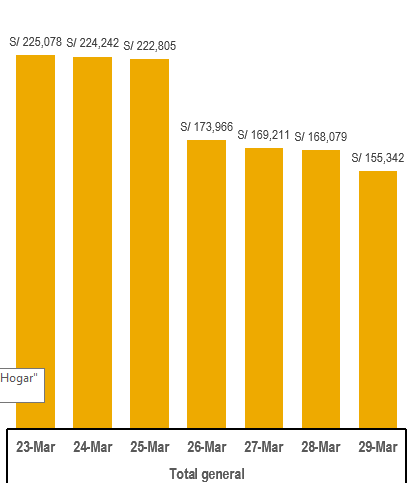 S/ 225,078 S/ 224,242 S/ 222,805
S/ 173,966 S/ 169,211 S/ 168,079
S/ 155,342
Hogar"
23-Mar 24-Mar 25-Mar 26-Mar 27-Mar 28-Mar 29-Mar
Total general